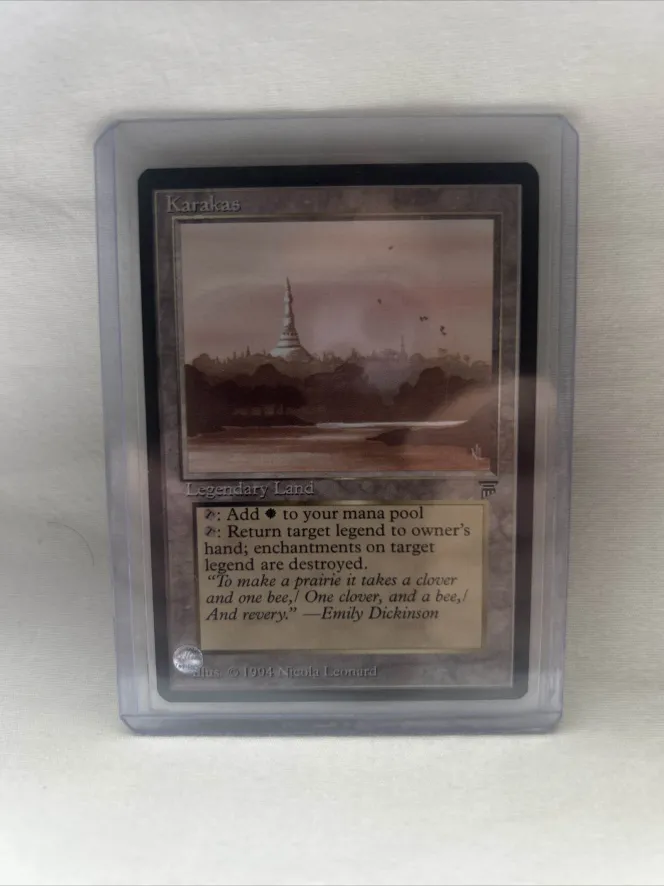 Karakas
Legendary Land
: Add to your mana pool
: Return target legend to owner's
hand; enchantments on target
legend are destroyed.
"To make a prairie it takes a clover
and one bee,/ One clover, and a bee,/
And revery." —Emily Dickinson
Illus. © 1994 Nicola Leonard